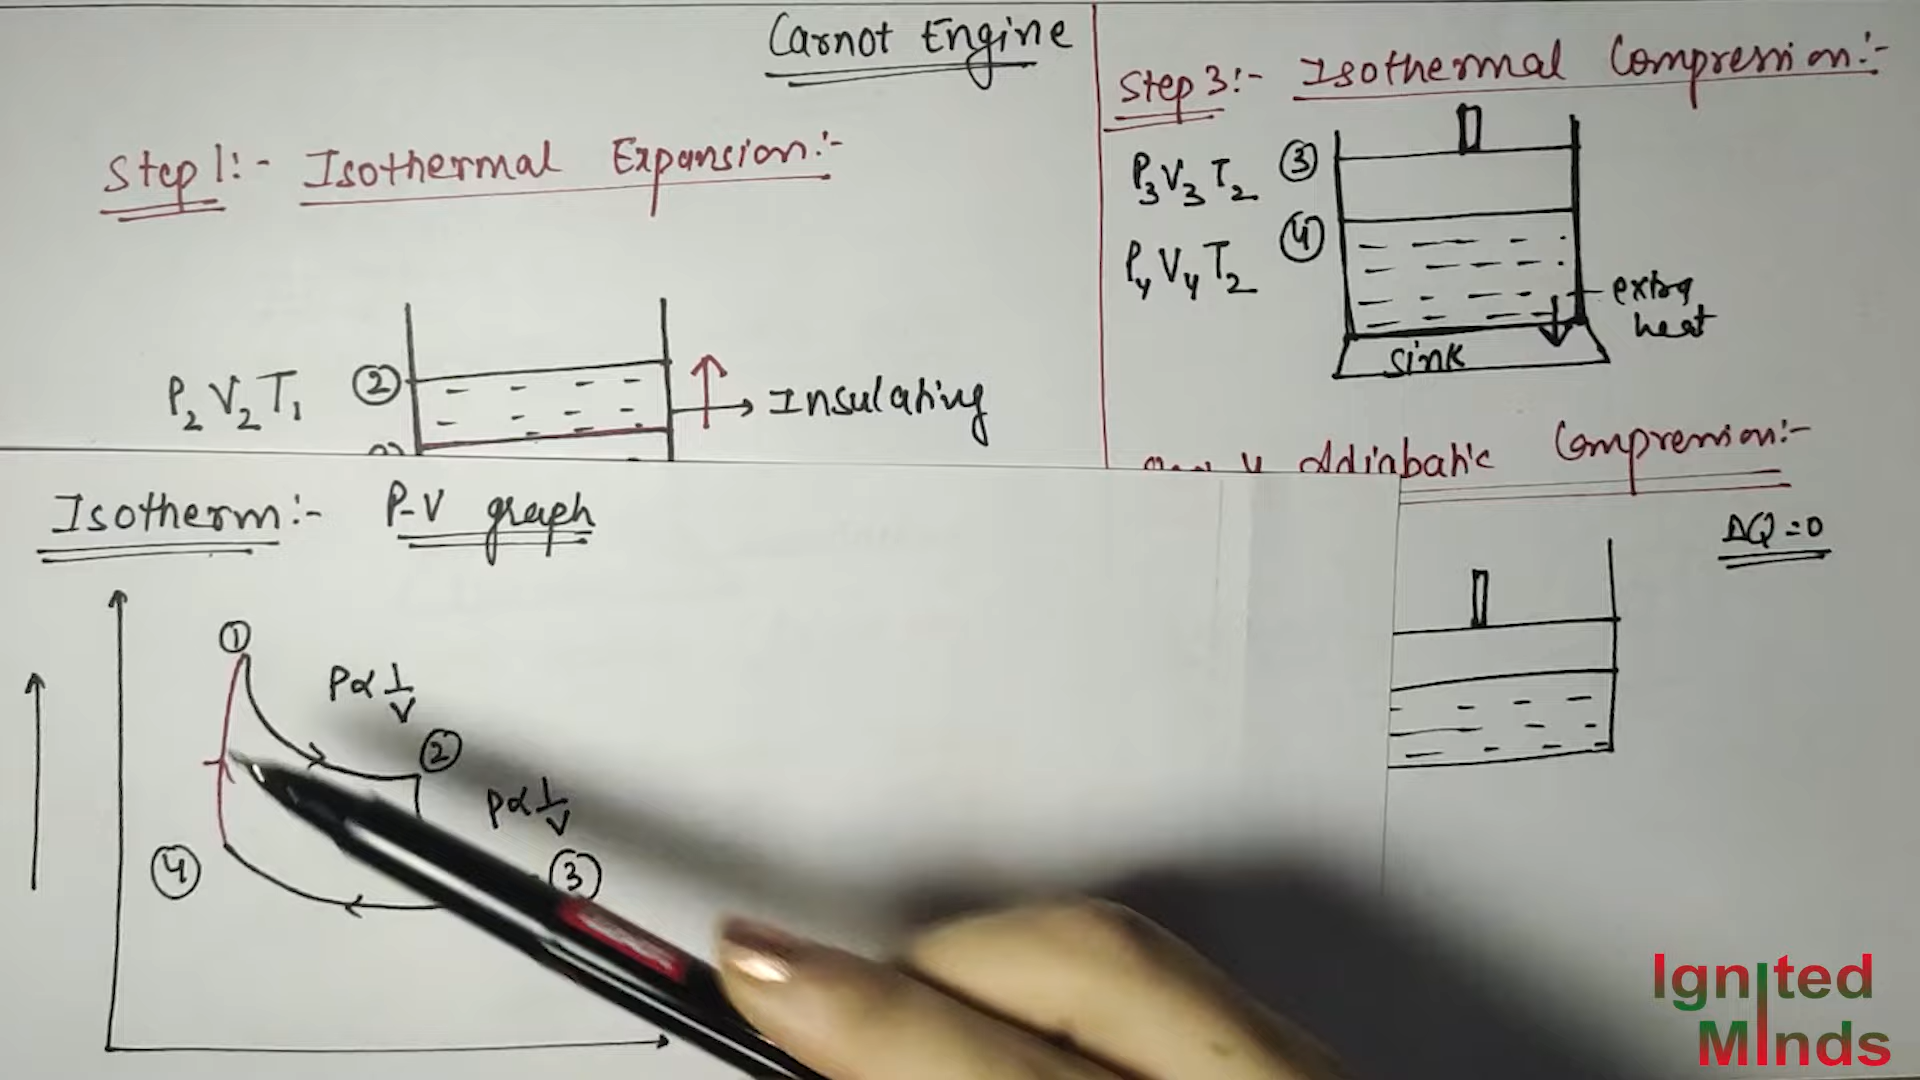 Carnot Engine
Step 1:- Isothermal Expansion:-
P2 V2 T1 ②
Insulating
Step 3:- Isothermal Compression:-
P3 V3 T2 ③
P4 V4 T2 ④
extra
heat
sink
Addiabatic Compression:-
ΔQ = 0
Isotherm:- P-V graph
①
P ∝ 1/V
②
P ∝ 1/V
③
④
Ignited
Minds